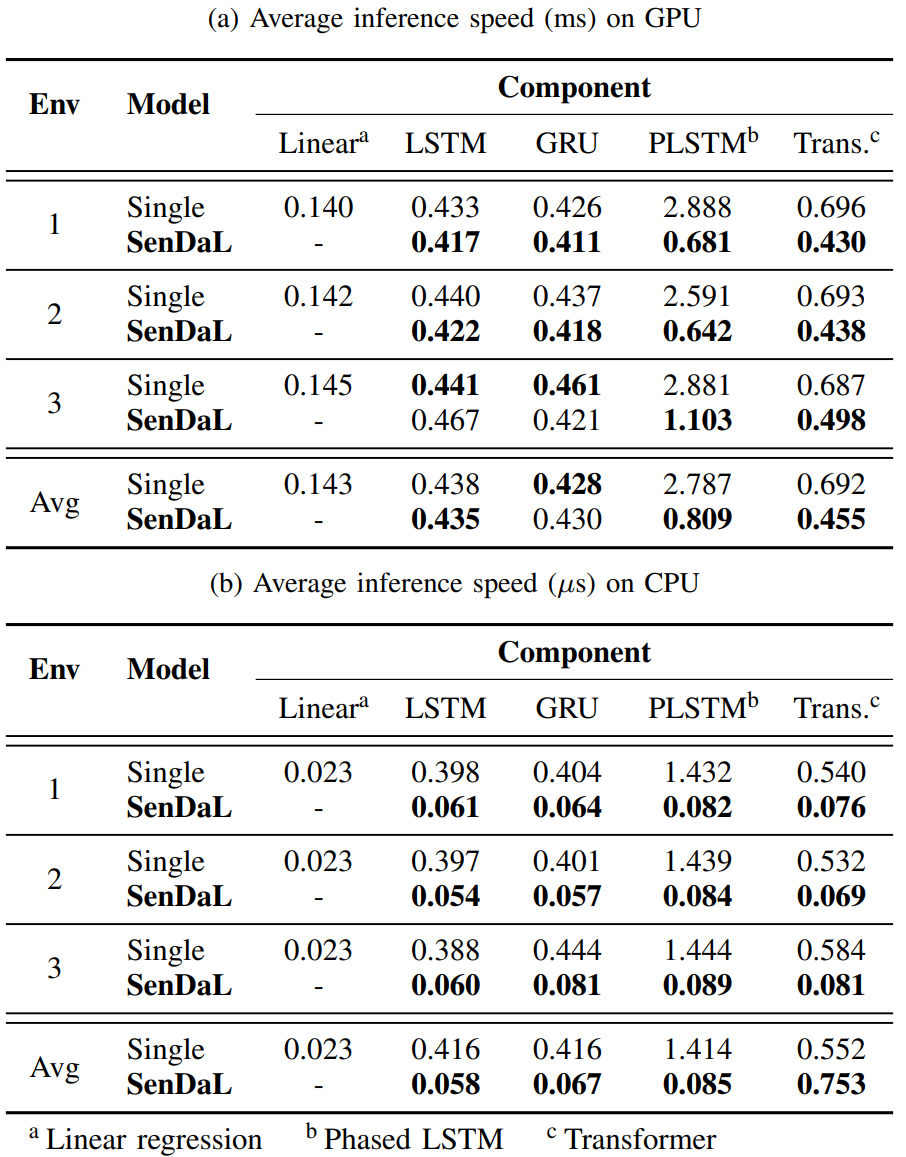 (a) Average inference speed (ms) on GPU
Env Model Component
Linearᵃ LSTM GRU PLSTMᵇ Trans.ᶜ
1 Single 0.140 0.433 0.426 2.888 0.696
SenDaL - 0.417 0.411 0.681 0.430
2 Single 0.142 0.440 0.437 2.591 0.693
SenDaL - 0.422 0.418 0.642 0.438
3 Single 0.145 0.441 0.461 2.881 0.687
SenDaL - 0.467 0.421 1.103 0.498
Avg Single 0.143 0.438 0.428 2.787 0.692
SenDaL - 0.435 0.430 0.809 0.455
(b) Average inference speed (μs) on CPU
Env Model Component
Linearᵃ LSTM GRU PLSTMᵇ Trans.ᶜ
1 Single 0.023 0.398 0.404 1.432 0.540
SenDaL - 0.061 0.064 0.082 0.076
2 Single 0.023 0.397 0.401 1.439 0.532
SenDaL - 0.054 0.057 0.084 0.069
3 Single 0.023 0.388 0.444 1.444 0.584
SenDaL - 0.060 0.081 0.089 0.081
Avg Single 0.023 0.416 0.416 1.414 0.552
SenDaL - 0.058 0.067 0.085 0.753
ᵃ Linear regression ᵇ Phased LSTM ᶜ Transformer